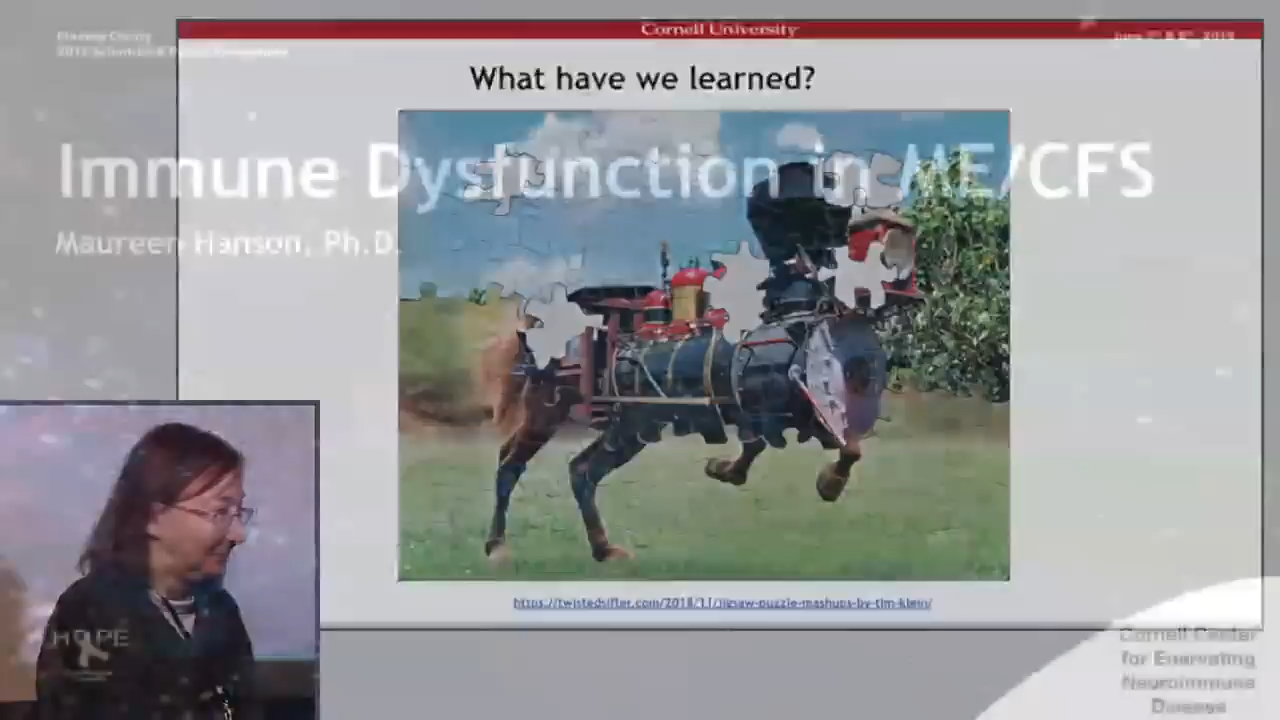 Cornell University
What have we learned?
Immune Dysfunction in ME/CFS
Maureen Hanson, Ph.D.
https://twistedsifter.com/2018/11/jigsaw-puzzle-mashups-by-tim-klein/
HOPE
Cornell Center
for Enervating
Neuroimmune
Disease